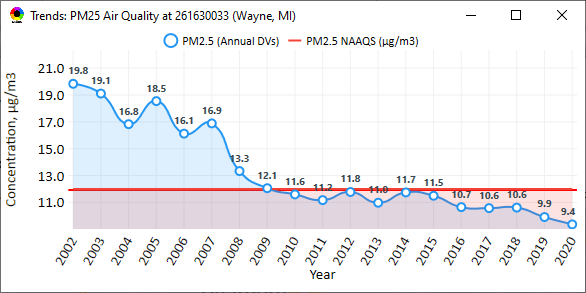 Trends: PM25 Air Quality at 261630033 (Wayne, MI)
PM2.5 (Annual DVs) PM2.5 NAAQS (µg/m3)
Concentration, µg/m3
21.0
19.0
17.0
15.0
13.0
11.0
19.8 19.1 16.8 18.5 16.1 16.9 13.3 12.1 11.6 11.2 11.8 11.0 11.7 11.5 10.7 10.6 10.6 9.9 9.4
2002 2003 2004 2005 2006 2007 2008 2009 2010 2011 2012 2013 2014 2015 2016 2017 2018 2019 2020
Year